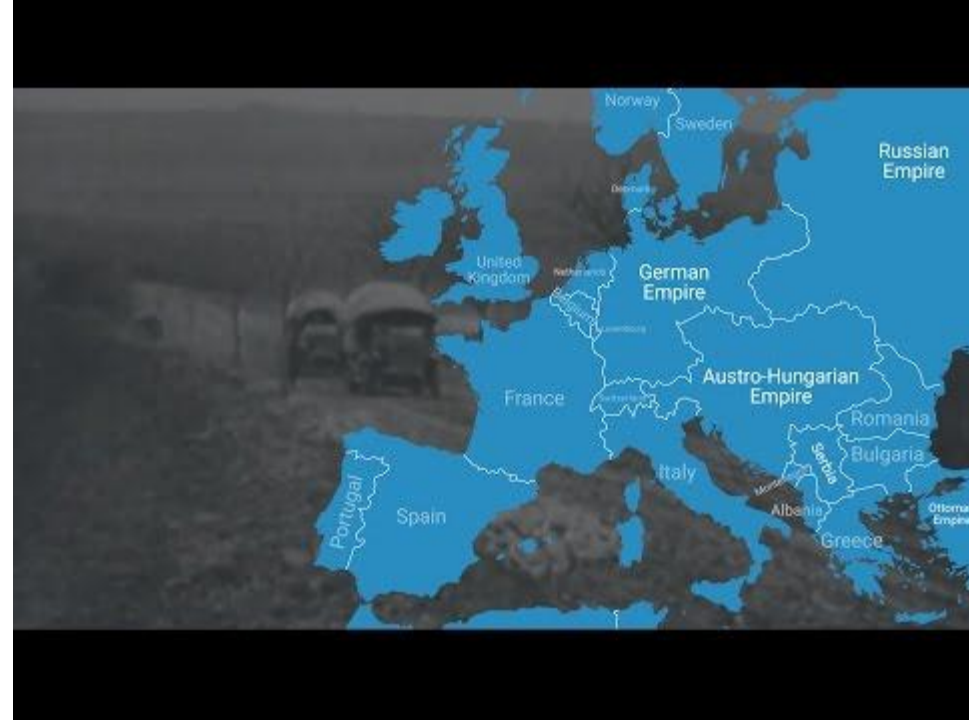 Norway
Sweden
Russian
Empire
Denmark
United
Kingdom
Netherlands
German
Empire
Belgium
Luxembourg
Austro-Hungarian
Empire
France
Switzerland
Romania
Serbia
Bulgaria
Italy
Montenegro
Portugal
Spain
Albania
Ottoma
Empire
Greece